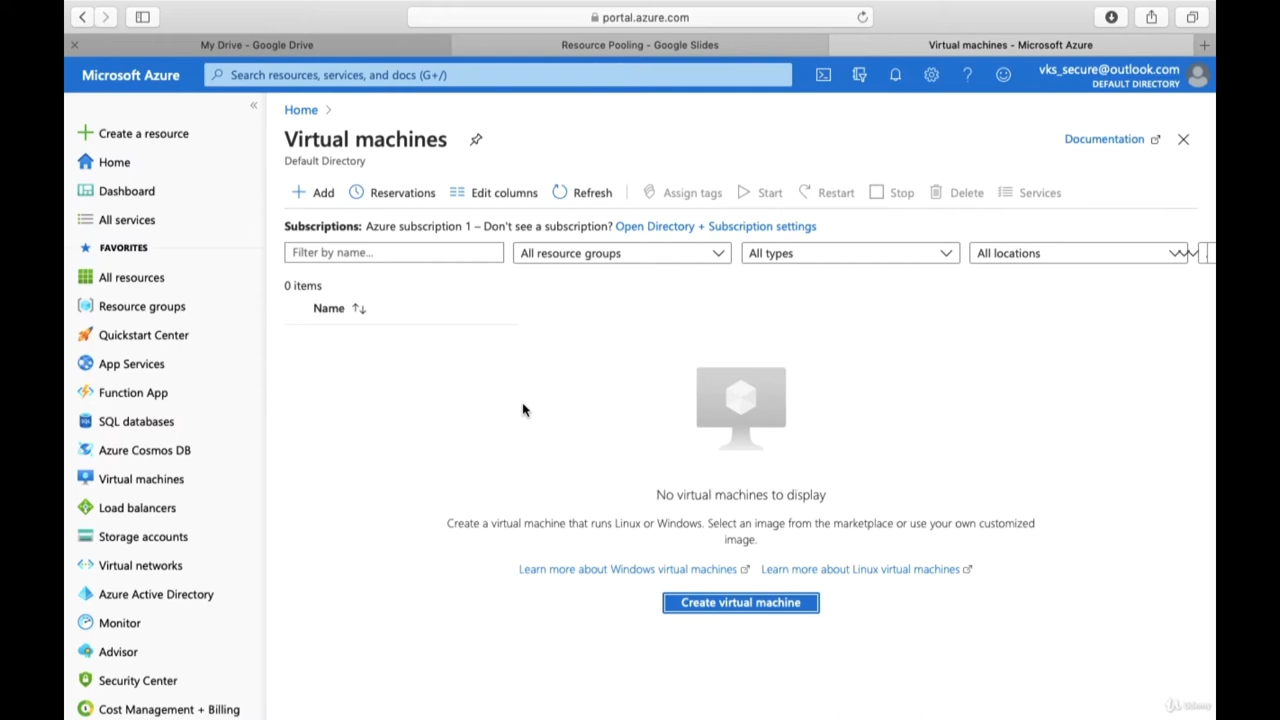 portal.azure.com
My Drive - Google Drive
Resource Pooling - Google Slides
Virtual machines - Microsoft Azure
Microsoft Azure
Search resources, services, and docs (G+/)
vks_secure@outlook.com
DEFAULT DIRECTORY
«
Create a resource
Home
Dashboard
All services
FAVORITES
All resources
Resource groups
Quickstart Center
App Services
Function App
SQL databases
Azure Cosmos DB
Virtual machines
Load balancers
Storage accounts
Virtual networks
Azure Active Directory
Monitor
Advisor
Security Center
Cost Management + Billing
Home >
Virtual machines
Documentation
Default Directory
Add Reservations Edit columns Refresh Assign tags Start Restart Stop Delete Services
Subscriptions: Azure subscription 1 – Don't see a subscription? Open Directory + Subscription settings
Filter by name... All resource groups All types All locations
0 items
Name ↑↓
No virtual machines to display
Create a virtual machine that runs Linux or Windows. Select an image from the marketplace or use your own customized
image.
Learn more about Windows virtual machines Learn more about Linux virtual machines
Create virtual machine
Udemy